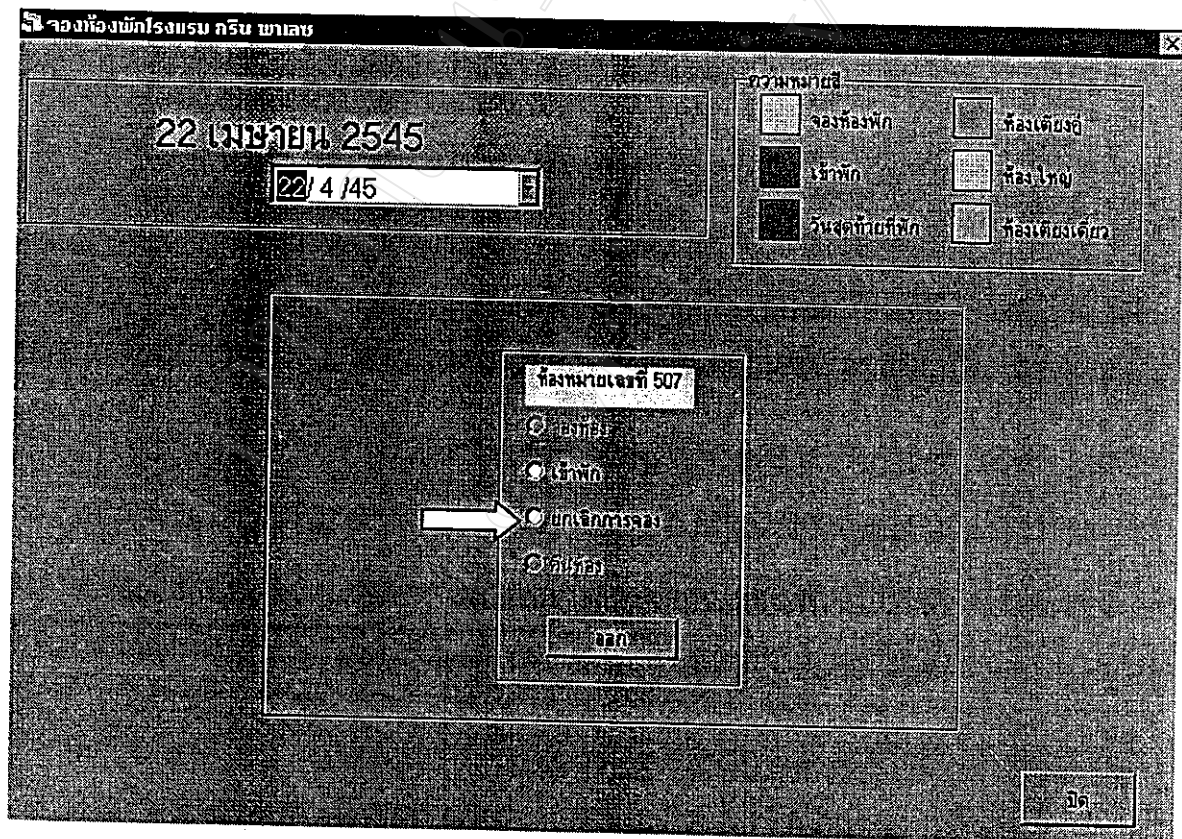 จองห้องพักโรงแรม กรีน พาเลซ
22 เมษายน 2545
22/ 4 /45
ความหมายสี
จองห้องพัก
ห้องเตียงคู่
เข้าพัก
ห้องใหญ่
วันสุดท้ายที่พัก
ห้องเตียงเดี่ยว
ห้องหมายเลขที่ 507
จองห้อง
เข้าพัก
ยกเลิกการจอง
คืนห้อง
ออก
ปิด